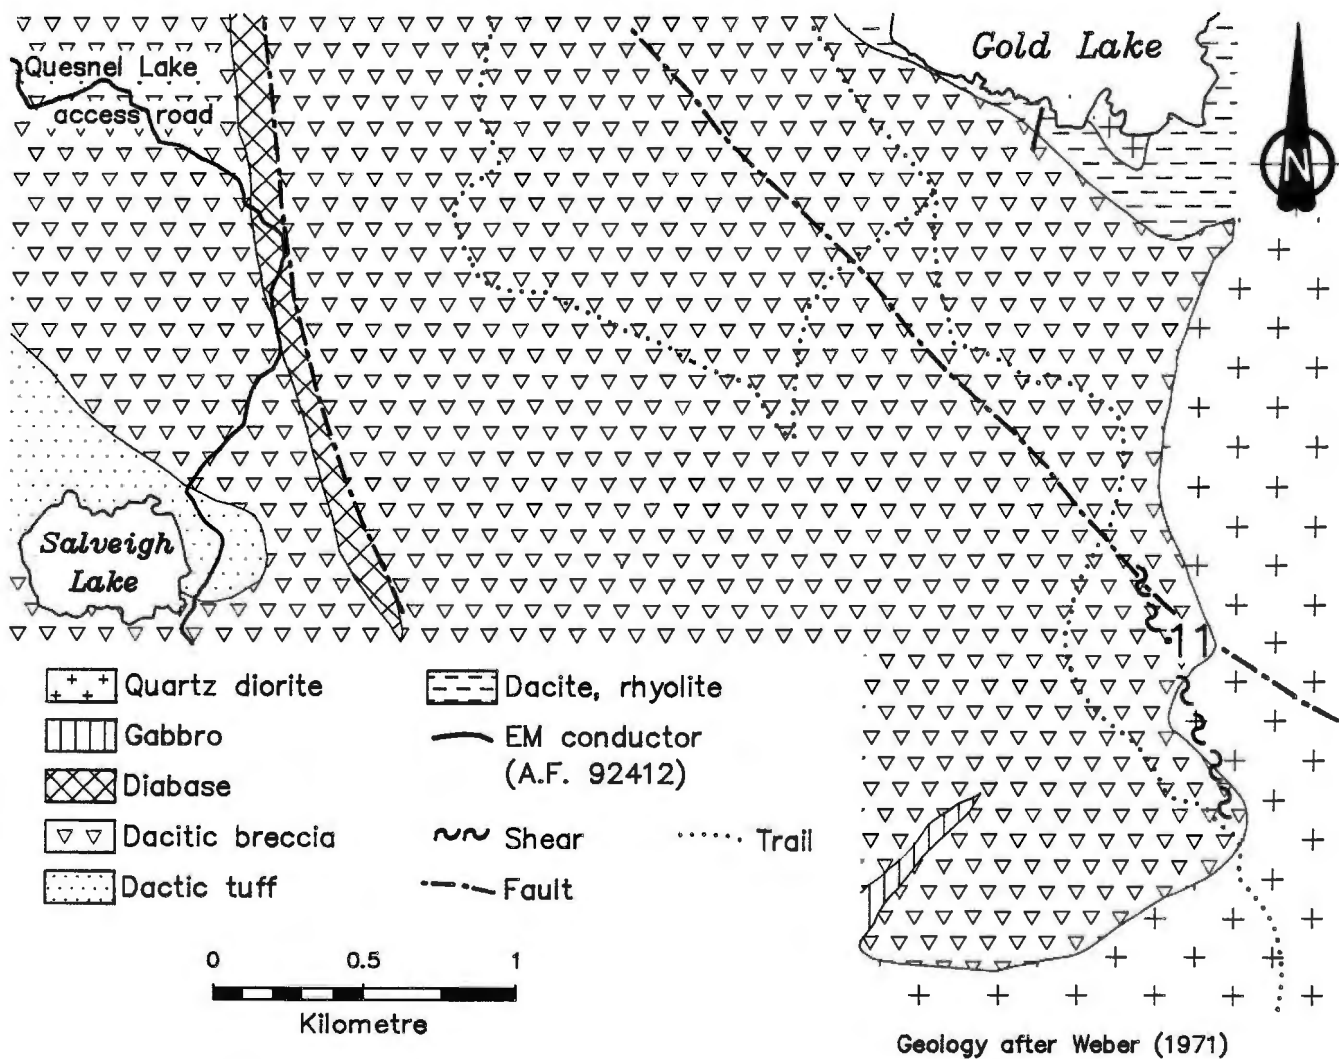 Gold Lake
Quesnel Lake
access road
N
Salveigh
Lake
11
Quartz diorite
Gabbro
Diabase
Dacitic breccia
Dactic tuff
Dacite, rhyolite
EM conductor
(A.F. 92412)
Shear
Trail
Fault
0 0.5 1
Kilometre
Geology after Weber (1971)